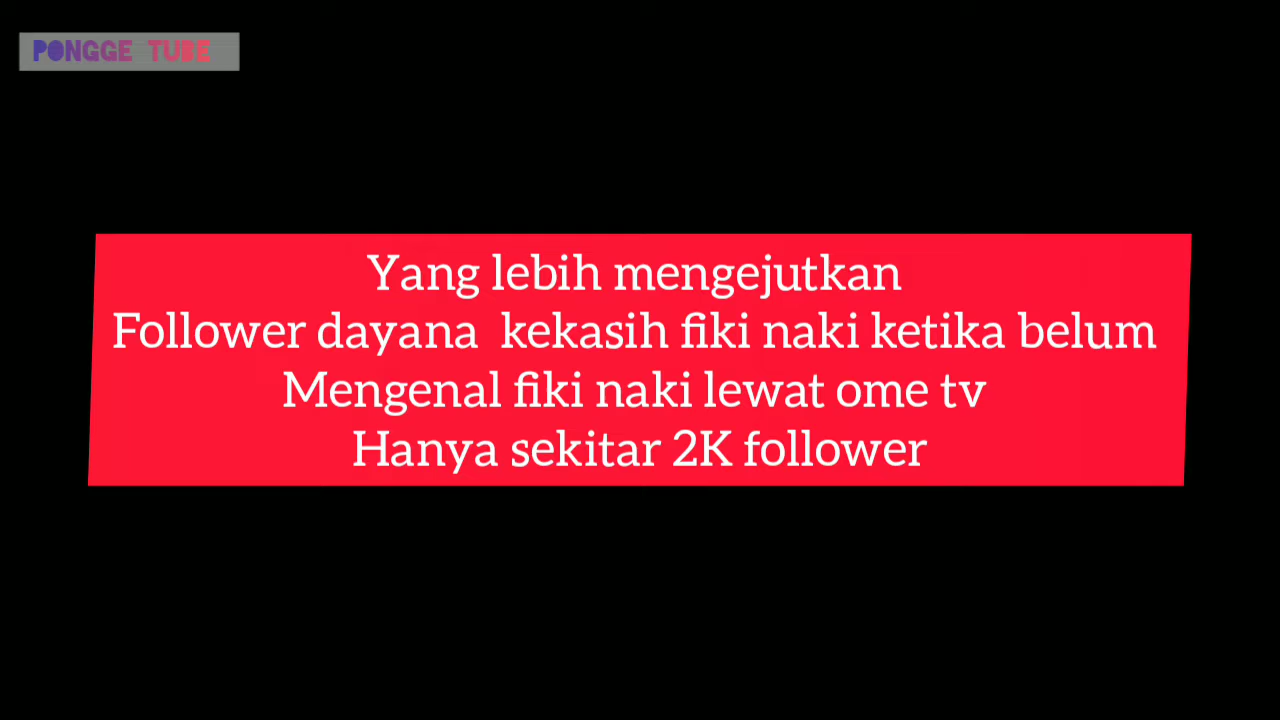 PONGGE TUBE
Yang lebih mengejutkan
Follower dayana kekasih fiki naki ketika belum
Mengenal fiki naki lewat ome tv
Hanya sekitar 2K follower